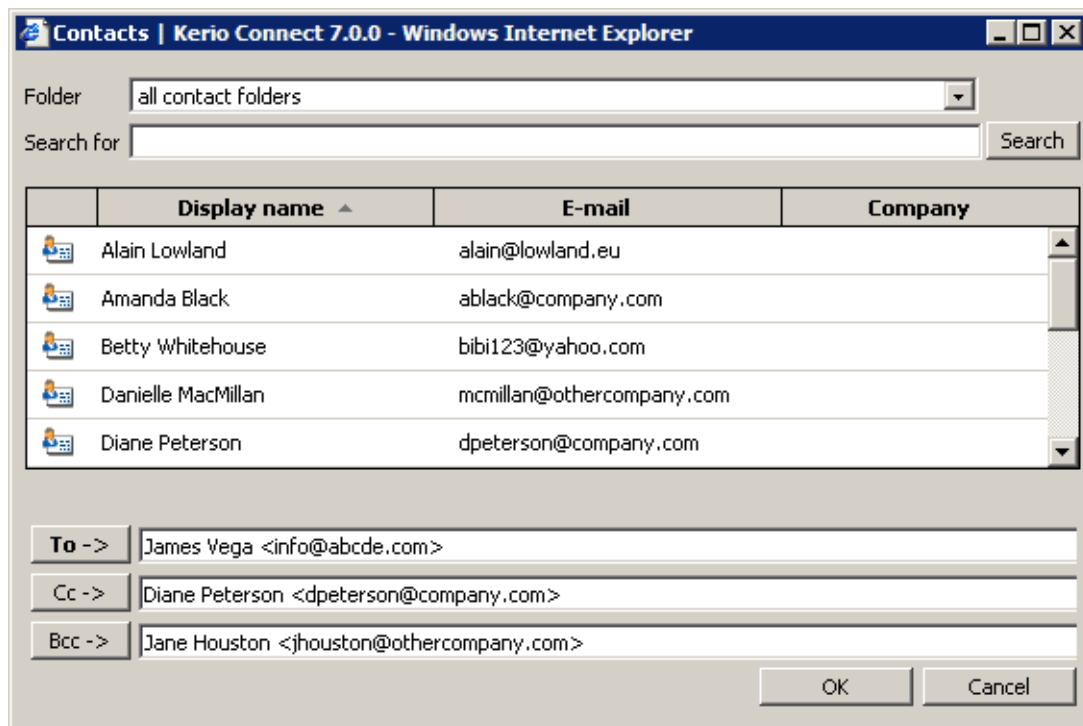 Contacts | Kerio Connect 7.0.0 - Windows Internet Explorer
Folder all contact folders
Search for Search
Display name E-mail Company
Alain Lowland alain@lowland.eu
Amanda Black ablack@company.com
Betty Whitehouse bibi123@yahoo.com
Danielle MacMillan mcmillan@othercompany.com
Diane Peterson dpeterson@company.com
To -> James Vega <info@abcde.com>
Cc -> Diane Peterson <dpeterson@company.com>
Bcc -> Jane Houston <jhouston@othercompany.com>
OK Cancel